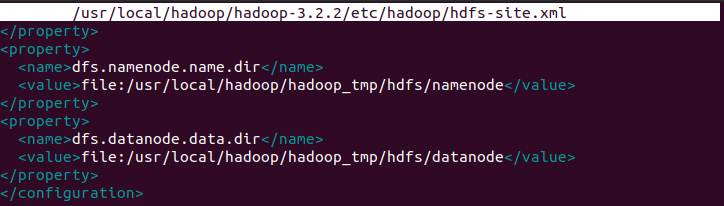 /usr/local/hadoop/hadoop-3.2.2/etc/hadoop/hdfs-site.xml
</property>
<property>
<name>dfs.namenode.name.dir</name>
<value>file:/usr/local/hadoop/hadoop_tmp/hdfs/namenode</value>
</property>
<property>
<name>dfs.datanode.data.dir</name>
<value>file:/usr/local/hadoop/hadoop_tmp/hdfs/datanode</value>
</property>
</configuration>